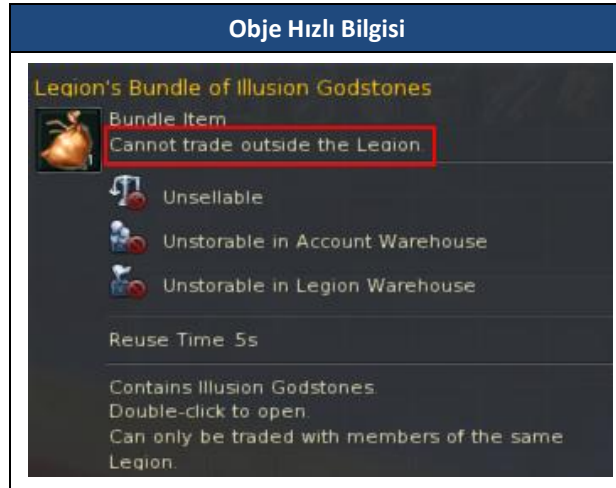 Obje Hızlı Bilgisi
Legion's Bundle of Illusion Godstones
Bundle Item
Cannot trade outside the Legion.
1
Unsellable
Unstorable in Account Warehouse
Unstorable in Legion Warehouse
Reuse Time 5s
Contains Illusion Godstones.
Double-click to open.
Can only be traded with members of the same
Legion.